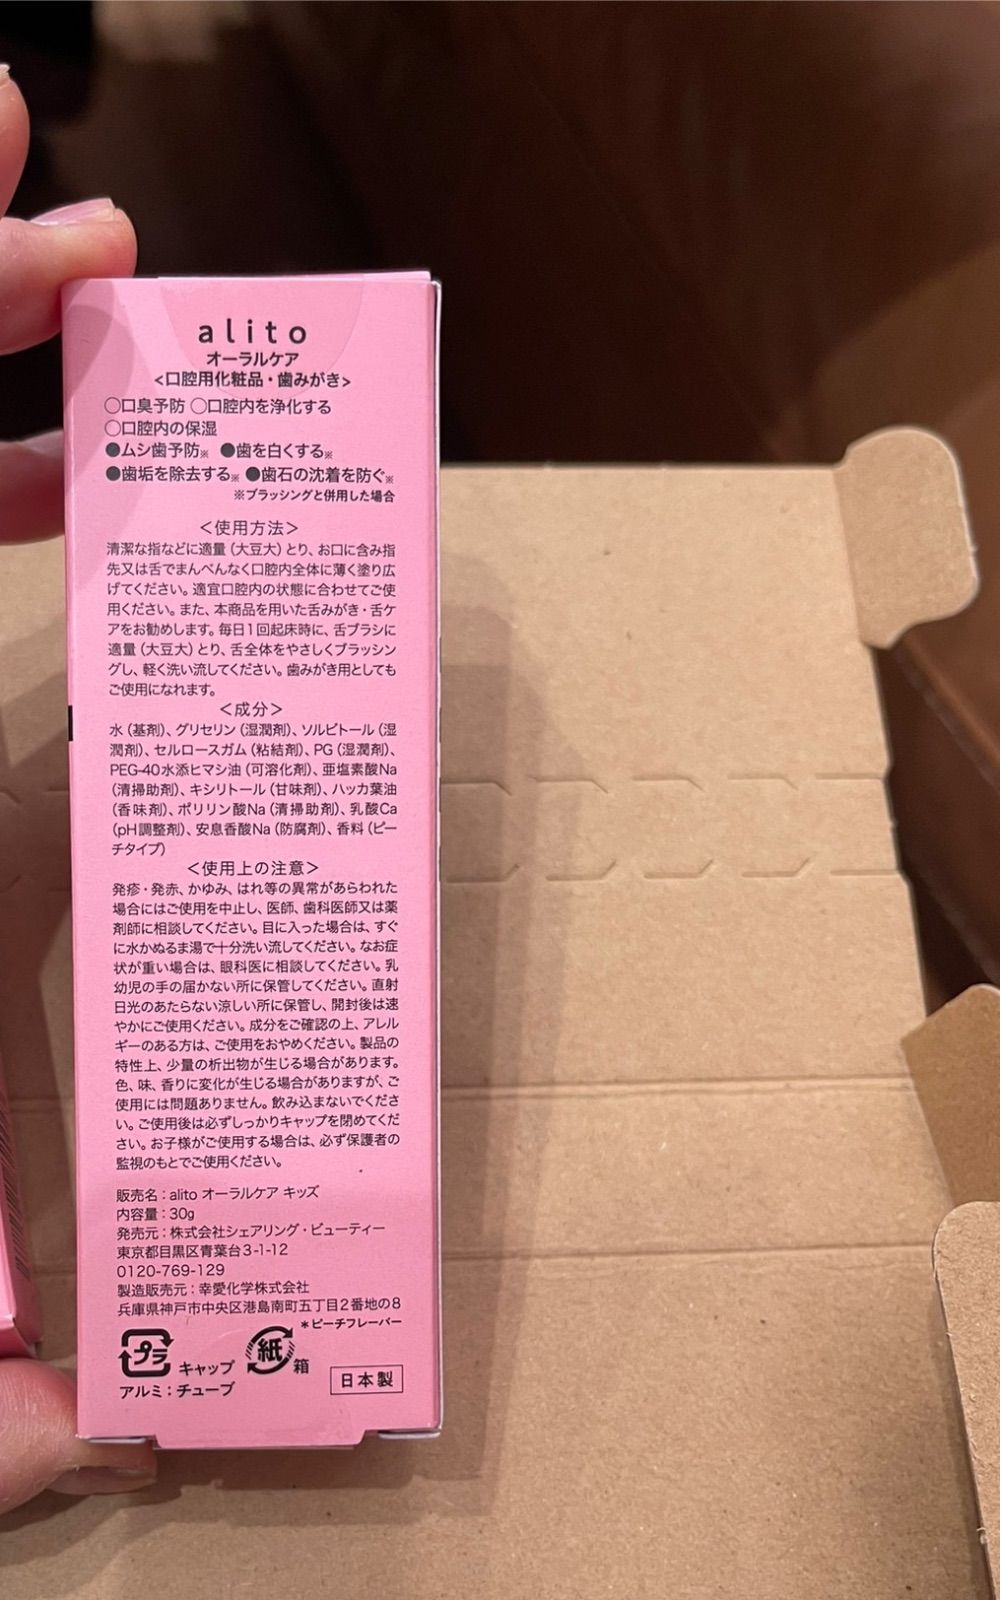 alito
オーラルケア
<口腔用化粧品・歯みがき>
○口臭予防 ○口腔内を浄化する
○口腔内の保湿
●ムシ歯予防※ ●歯を白くする※
●歯垢を除去する※ ●歯石の沈着を防ぐ※
※ブラッシングと併用した場合
<使用方法>
清潔な指などに適量(大豆大)とり、お口に含み指
先又は舌でまんべんなく口腔内全体に薄く塗り広
げてください。適宜口腔内の状態に合わせてご使
用ください。また、本商品を用いた舌みがき・舌ケ
アをお勧めします。毎日1回起床時に、舌ブラシに
適量(大豆大)とり、舌全体をやさしくブラッシン
グし、軽く洗い流してください。歯みがき用としても
ご使用になれます。
<成分>
水(基剤)、グリセリン(湿潤剤)、ソルビトール(湿
潤剤)、セルロースガム(粘結剤)、PG(湿潤剤)、
PEG-40水添ヒマシ油(可溶化剤)、亜塩素酸Na
(清掃助剤)、キシリトール(甘味剤)、ハッカ葉油
(香味剤)、ポリリン酸Na(清掃助剤)、乳酸Ca
(pH調整剤)、安息香酸Na(防腐剤)、香料(ピー
チタイプ)
<使用上の注意>
発疹・発赤、かゆみ、はれ等の異常があらわれた
場合にはご使用を中止し、医師、歯科医師又は薬
剤師に相談してください。目に入った場合は、すぐ
に水かぬるま湯で十分洗い流してください。なお症
状が重い場合は、眼科医に相談してください。乳
幼児の手の届かない所に保管してください。直射
日光のあたらない涼しい所に保管し、開封後は速
やかにご使用ください。成分をご確認の上、アレル
ギーのある方は、ご使用をおやめください。製品の
特性上、少量の析出物が生じる場合があります。
色、味、香りに変化が生じる場合がありますが、ご
使用には問題ありません。飲み込まないでくださ
い。ご使用後は必ずしっかりキャップを閉めてくだ
さい。お子様がご使用する場合は、必ず保護者の
監視のもとでご使用ください。
販売名:alito オーラルケア キッズ
内容量:30g
発売元:株式会社シェアリング・ビューティー
東京都目黒区青葉台3-1-12
0120-769-129
製造販売元:幸愛化学株式会社
兵庫県神戸市中央区港島南町五丁目2番地の8
*ピーチフレーバー
プラ キャップ 紙 箱
アルミ:チューブ
日本製